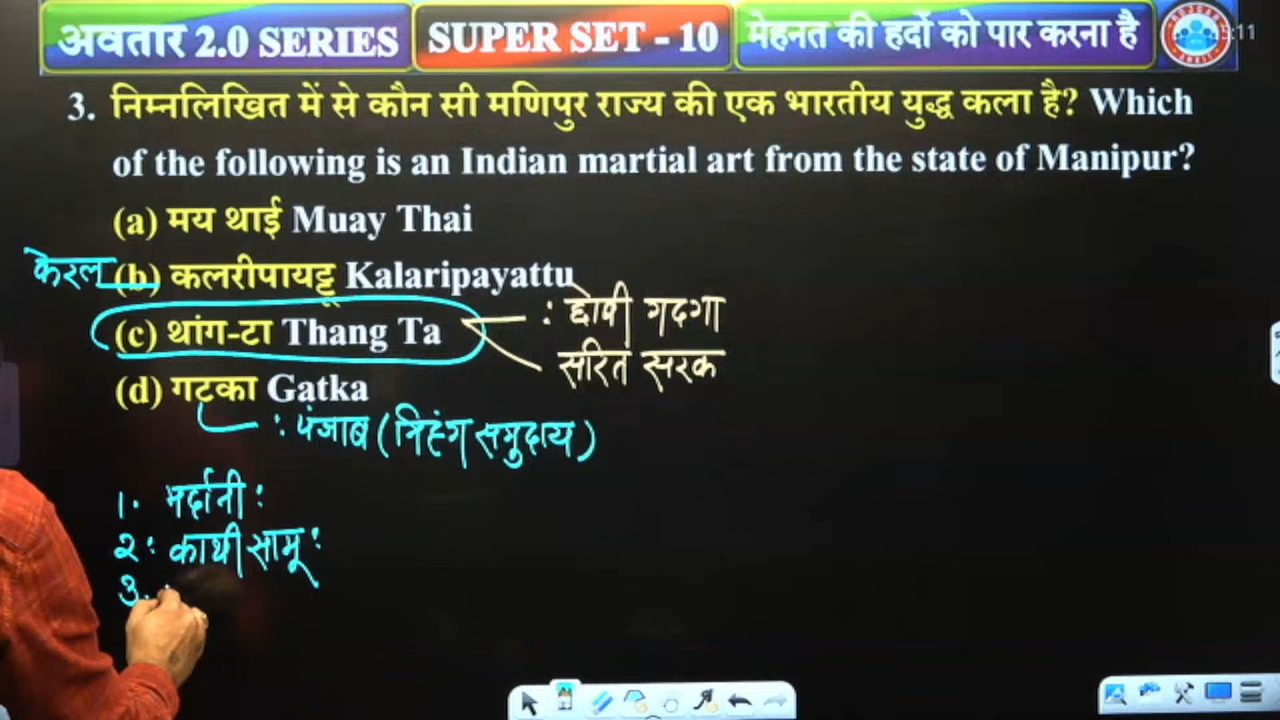 अवतार 2.0 SERIES SUPER SET - 10 मेहनत की हदों को पार करना है
3. निम्नलिखित में से कौन सी मणिपुर राज्य की एक भारतीय युद्ध कला है? Which
of the following is an Indian martial art from the state of Manipur?
(a) मय थाई Muay Thai
केरल (b) कलरीपायट्टू Kalaripayattu
(c) थांग-टा Thang Ta : गदगा
सरित सरक
(d) गटका Gatka
: पंजाब ( समुदाय )
1. मर्दानी :
२ : काथी सामू :
3.